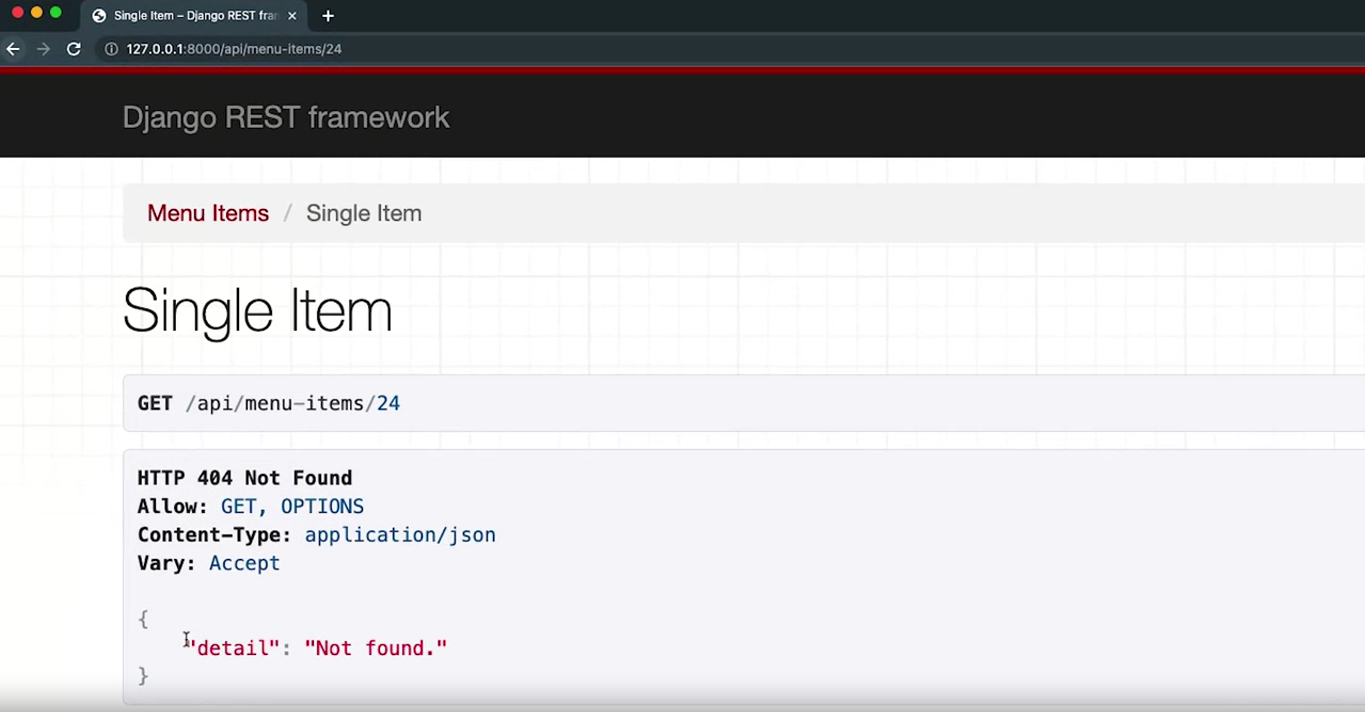 Single Item – Django REST fra
127.0.0.1:8000/api/menu-items/24
Django REST framework
Menu Items / Single Item
Single Item
GET /api/menu-items/24
HTTP 404 Not Found
Allow: GET, OPTIONS
Content-Type: application/json
Vary: Accept
{
"detail": "Not found."
}